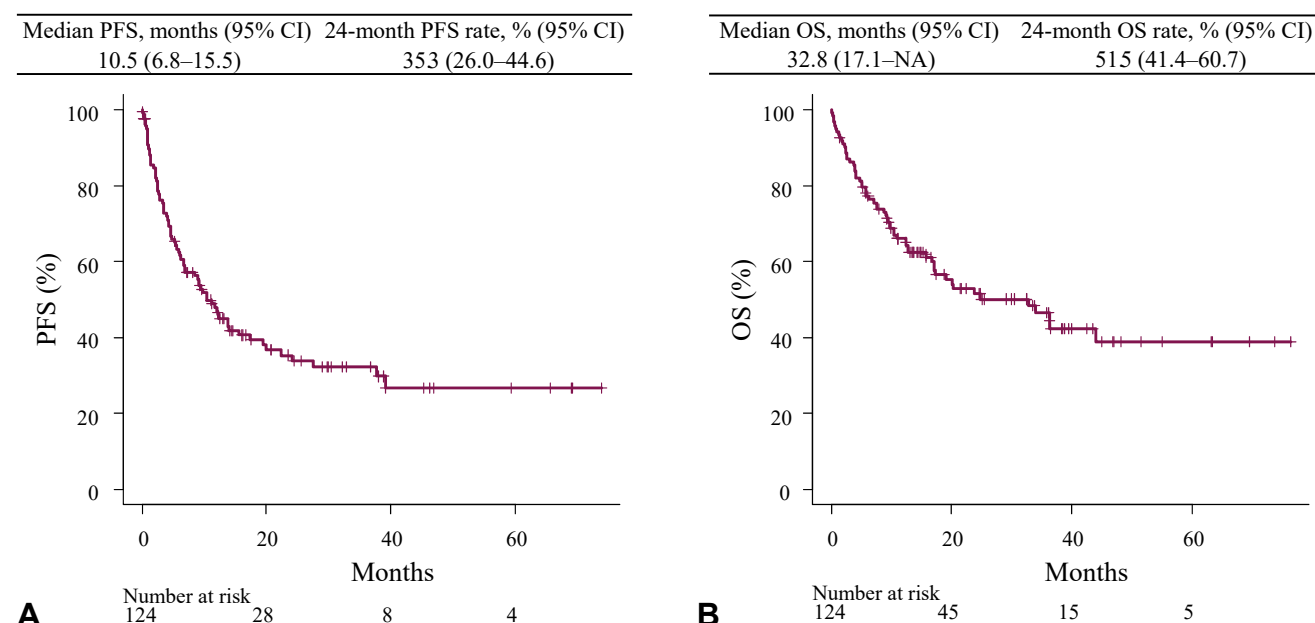 Median PFS, months (95% CI) 24-month PFS rate, % (95% CI)
10.5 (6.8–15.5) 353 (26.0–44.6)
100
80
60
40
20
0
PFS (%)
0 20 40 60
Months
Number at risk
124 28 8 4
A
Median OS, months (95% CI) 24-month OS rate, % (95% CI)
32.8 (17.1–NA) 515 (41.4–60.7)
100
80
60
40
20
0
OS (%)
0 20 40 60
Months
Number at risk
124 45 15 5
B